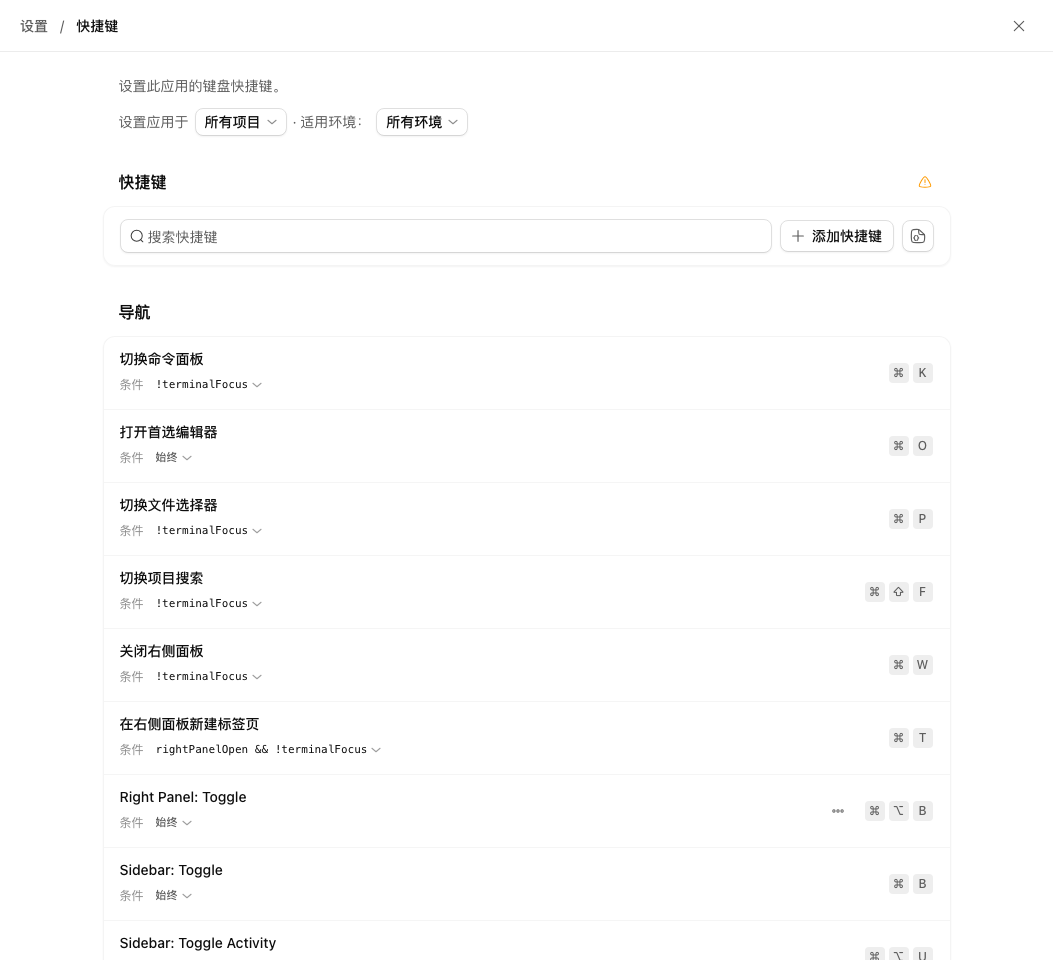 设置 / 快捷键
设置此应用的键盘快捷键。
设置应用于 所有项目 · 适用环境： 所有环境
快捷键
搜索快捷键
添加快捷键
导航
切换命令面板
条件 !terminalFocus
⌘ K
打开首选编辑器
条件 始终
⌘ O
切换文件选择器
条件 !terminalFocus
⌘ P
切换项目搜索
条件 !terminalFocus
⌘ ⇧ F
关闭右侧面板
条件 !terminalFocus
⌘ W
在右侧面板新建标签页
条件 rightPanelOpen && !terminalFocus
⌘ T
Right Panel: Toggle
条件 始终
⌘ ⌥ B
Sidebar: Toggle
条件 始终
⌘ B
Sidebar: Toggle Activity
⌘ ⌥ U